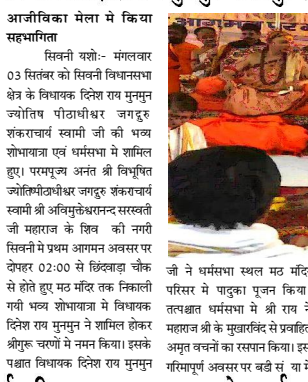 आजीविका मेला मे किया
सहभागिता
सिवनी यशो:- मंगलवार
03 सितंबर को सिवनी विधानसभा
क्षेत्र के विधायक दिनेश राय मुनमुन
ज्योतिष पीठाधीश्वर जगद्गुरु
शंकराचार्य स्वामी जी की भव्य
शोभायात्रा एवं धर्मसभा मे शामिल
हुए। परमपूज्य अनंत श्री विभूषित
ज्योतिष्पीठाधीश्वर जगद्गुरु शंकराचार्य
स्वामी श्री अविमुक्तेश्वरानन्द सरस्वती
जी महाराज के शिव की नगरी
सिवनी मे प्रथम आगमन अवसर पर
दोपहर 02:00 से छिंदवाड़ा चौक
से होते हुए मठ मंदिर तक निकाली
गयी भव्य शोभायात्रा मे विधायक
दिनेश राय मुनमुन ने शामिल होकर
श्रीगुरू चरणों में नमन किया। इसके
पश्चात विधायक दिनेश राय मुनमुन
जी ने धर्मसभा स्थल मठ मंदि
परिसर मे पादुका पूजन किया
तत्पश्चात धर्मसभा मे श्री राय ने
महाराज श्री के मुखारविंद से प्रवाहित
अमृत वचनों का रसपान किया। इस
गरिमापूर्ण अवसर पर बडी सं या मे